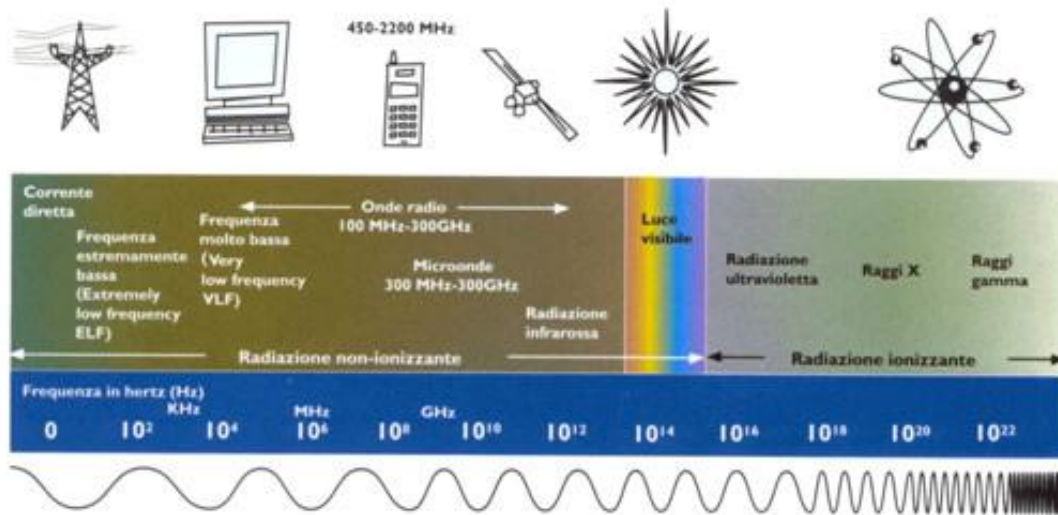 450-2200 MHz
Corrente
diretta
Frequenza
estremamente
bassa
(Extremely
low frequency
ELF)
Frequenza
molto bassa
(Very
low frequency
VLF)
Onde radio
100 MHz-300GHz
Microonde
300 MHz-300GHz
Radiazione
infrarossa
Luce
visibile
Radiazione
ultravioletta
Raggi X
Raggi
gamma
Radiazione non-ionizzante
Radiazione ionizzante
Frequenza in hertz (Hz)
KHz MHz GHz
0 10² 10⁴ 10⁶ 10⁸ 10¹⁰ 10¹² 10¹⁴ 10¹⁶ 10¹⁸ 10²⁰ 10²²